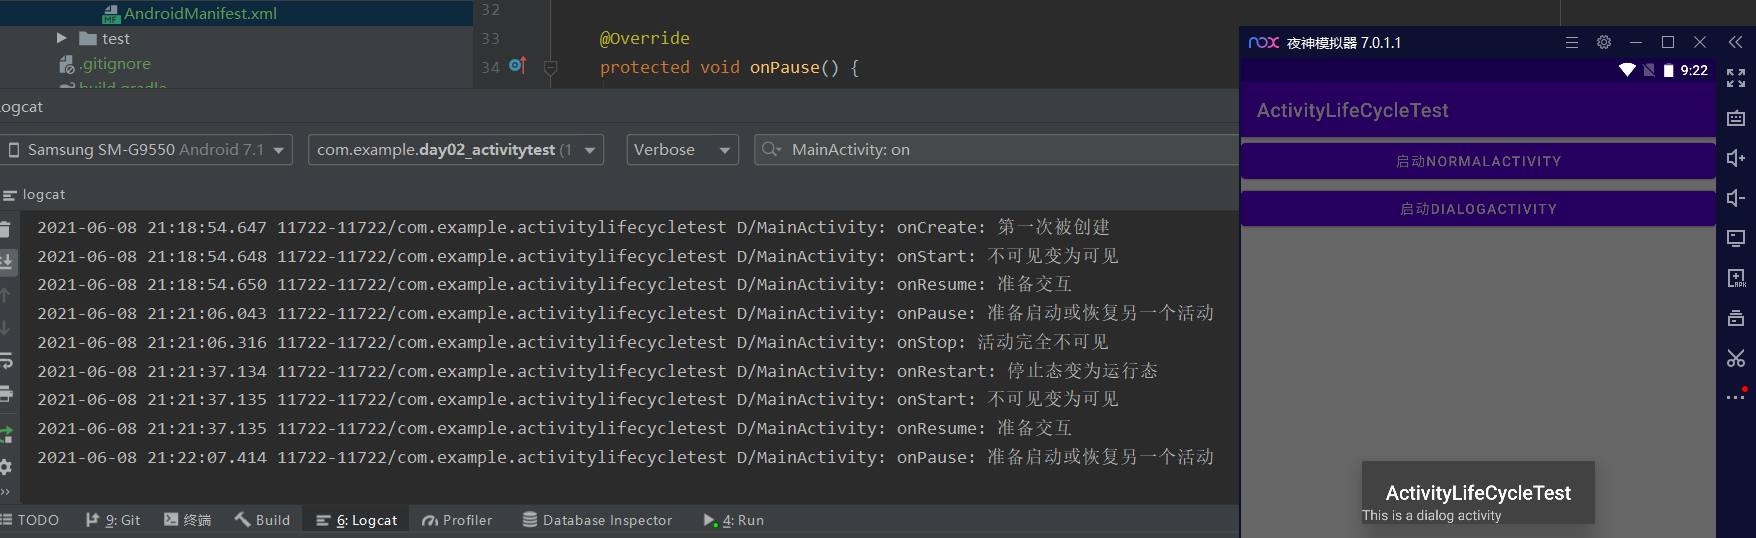 AndroidManifest.xml
test
.gitignore
build.gradle
32
33 @Override
34 protected void onPause() {
ogcat
Samsung SM-G9550 Android 7.1
com.example.day02_activitytest (1
Verbose
MainActivity: on
logcat
2021-06-08 21:18:54.647 11722-11722/com.example.activitylifecycletest D/MainActivity: onCreate: 第一次被创建
2021-06-08 21:18:54.648 11722-11722/com.example.activitylifecycletest D/MainActivity: onStart: 不可见变为可见
2021-06-08 21:18:54.650 11722-11722/com.example.activitylifecycletest D/MainActivity: onResume: 准备交互
2021-06-08 21:21:06.043 11722-11722/com.example.activitylifecycletest D/MainActivity: onPause: 准备启动或恢复另一个活动
2021-06-08 21:21:06.316 11722-11722/com.example.activitylifecycletest D/MainActivity: onStop: 活动完全不可见
2021-06-08 21:21:37.134 11722-11722/com.example.activitylifecycletest D/MainActivity: onRestart: 停止态变为运行态
2021-06-08 21:21:37.135 11722-11722/com.example.activitylifecycletest D/MainActivity: onStart: 不可见变为可见
2021-06-08 21:21:37.135 11722-11722/com.example.activitylifecycletest D/MainActivity: onResume: 准备交互
2021-06-08 21:22:07.414 11722-11722/com.example.activitylifecycletest D/MainActivity: onPause: 准备启动或恢复另一个活动
TODO
9: Git
终端
Build
6: Logcat
Profiler
Database Inspector
4: Run
nox 夜神模拟器 7.0.1.1
9:22
ActivityLifeCycleTest
启动NORMALACTIVITY
启动DIALOGACTIVITY
ActivityLifeCycleTest
This is a dialog activity
APK